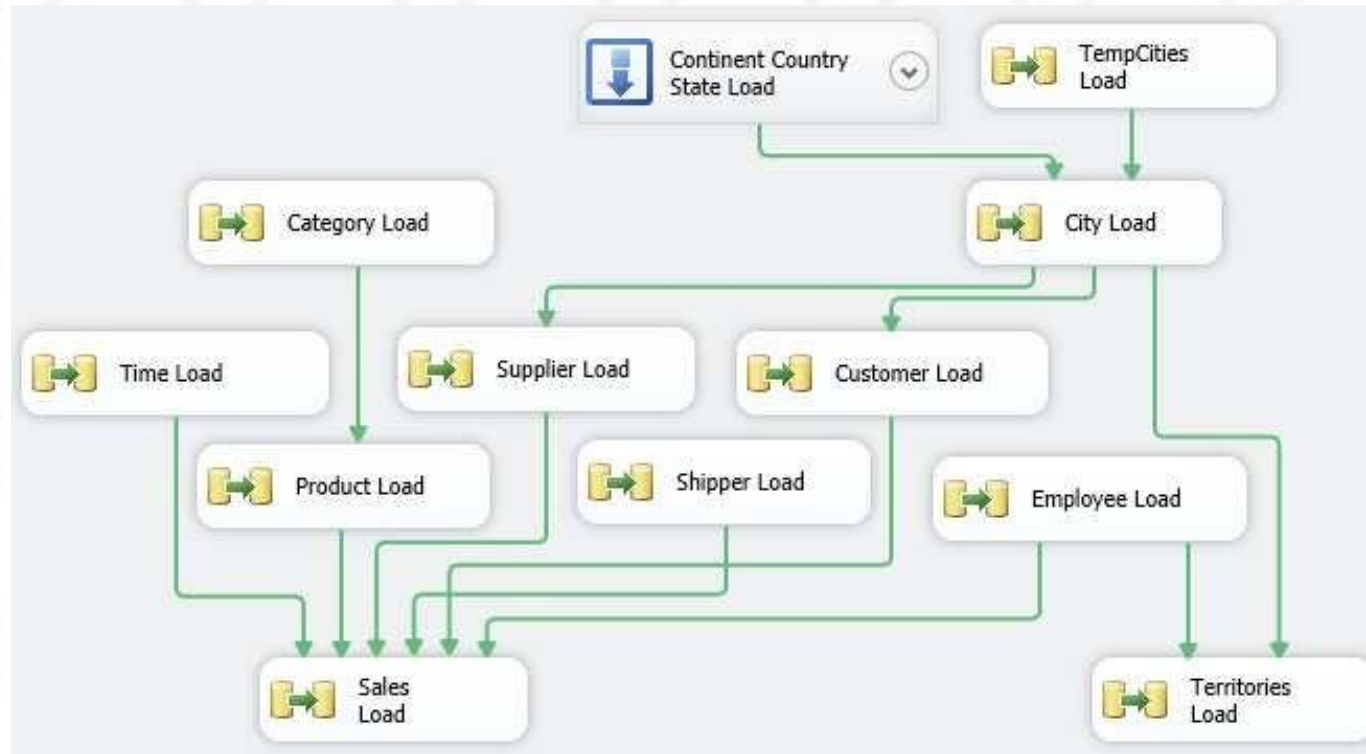 Continent Country
State Load
TempCities
Load
Category Load
City Load
Time Load
Supplier Load
Customer Load
Product Load
Shipper Load
Employee Load
Sales
Load
Territories
Load